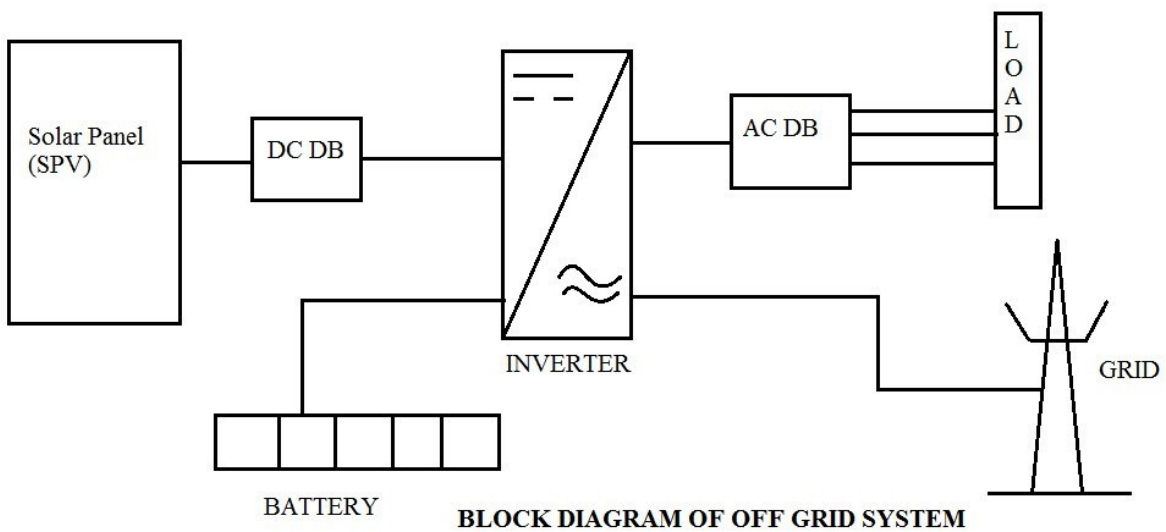 Solar Panel
(SPV)
DC DB
INVERTER
AC DB
L
O
A
D
GRID
BATTERY
BLOCK DIAGRAM OF OFF GRID SYSTEM